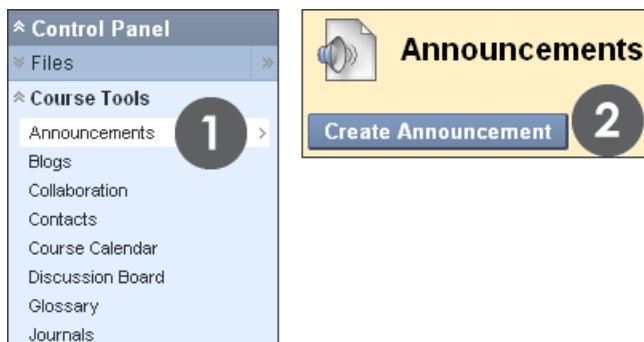 Control Panel
Files
Course Tools
Announcements 1
Blogs
Collaboration
Contacts
Course Calendar
Discussion Board
Glossary
Journals
Announcements
Create Announcement 2